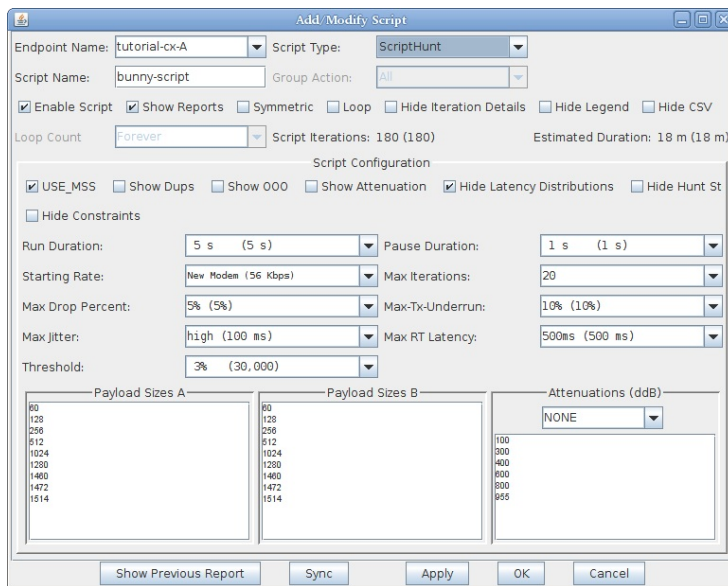 Add/Modify Script
Endpoint Name: tutorial-cx-A Script Type: ScriptHunt
Script Name: bunny-script Group Action: All
Enable Script Show Reports Symmetric Loop Hide Iteration Details Hide Legend Hide CSV
Loop Count Forever Script Iterations: 180 (180) Estimated Duration: 18 m (18 m)
Script Configuration
USE_MSS Show Dups Show OOO Show Attenuation Hide Latency Distributions Hide Hunt St
Hide Constraints
Run Duration: 5 s (5 s) Pause Duration: 1 s (1 s)
Starting Rate: New Modem (56 Kbps) Max Iterations: 20
Max Drop Percent: 5% (5%) Max-Tx-Underrun: 10% (10%)
Max Jitter: high (100 ms) Max RT Latency: 500ms (500 ms)
Threshold: 3% (30,000)
Payload Sizes A
60
128
256
512
1024
1280
1460
1472
1514
Payload Sizes B
60
128
256
512
1024
1280
1460
1472
1514
Attenuations (ddB)
NONE
100
300
400
600
800
955
Show Previous Report Sync Apply OK Cancel